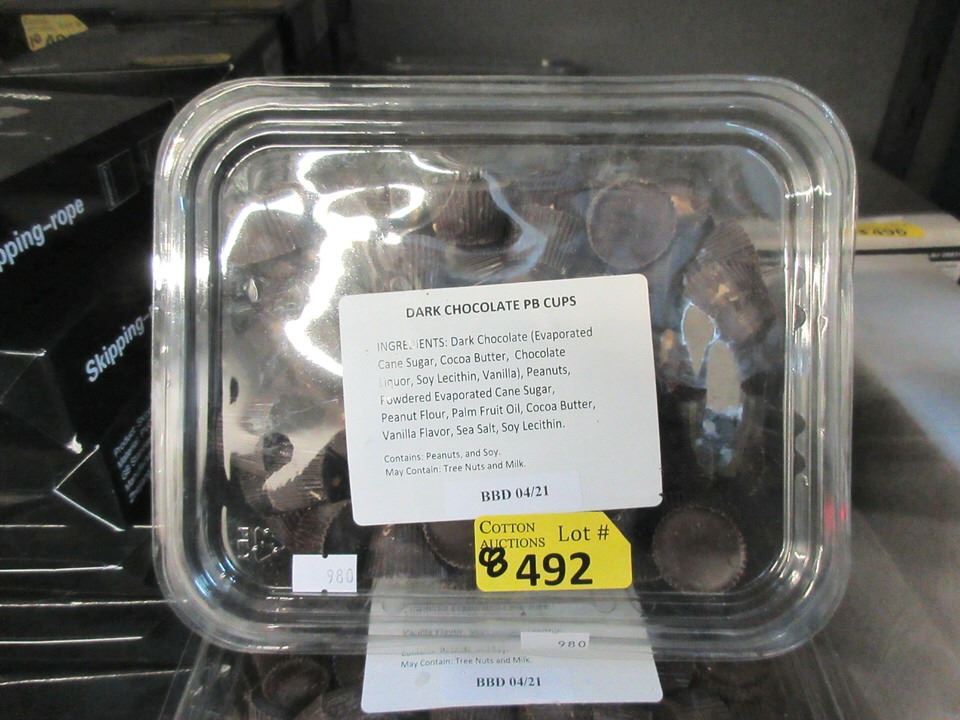 pping-rope
Skipping-
DARK CHOCOLATE PB CUPS
INGREDIENTS: Dark Chocolate (Evaporated
Cane Sugar, Cocoa Butter, Chocolate
Liquor, Soy Lecithin, Vanilla), Peanuts,
Powdered Evaporated Cane Sugar,
Peanut Flour, Palm Fruit Oil, Cocoa Butter,
Vanilla Flavor, Sea Salt, Soy Lecithin.
Contains: Peanuts, and Soy.
May Contain: Tree Nuts and Milk.
BBD 04/21
COTTON
AUCTIONS Lot #
8 492
980
980
May Contain: Tree Nuts and Milk.
BBD 04/21